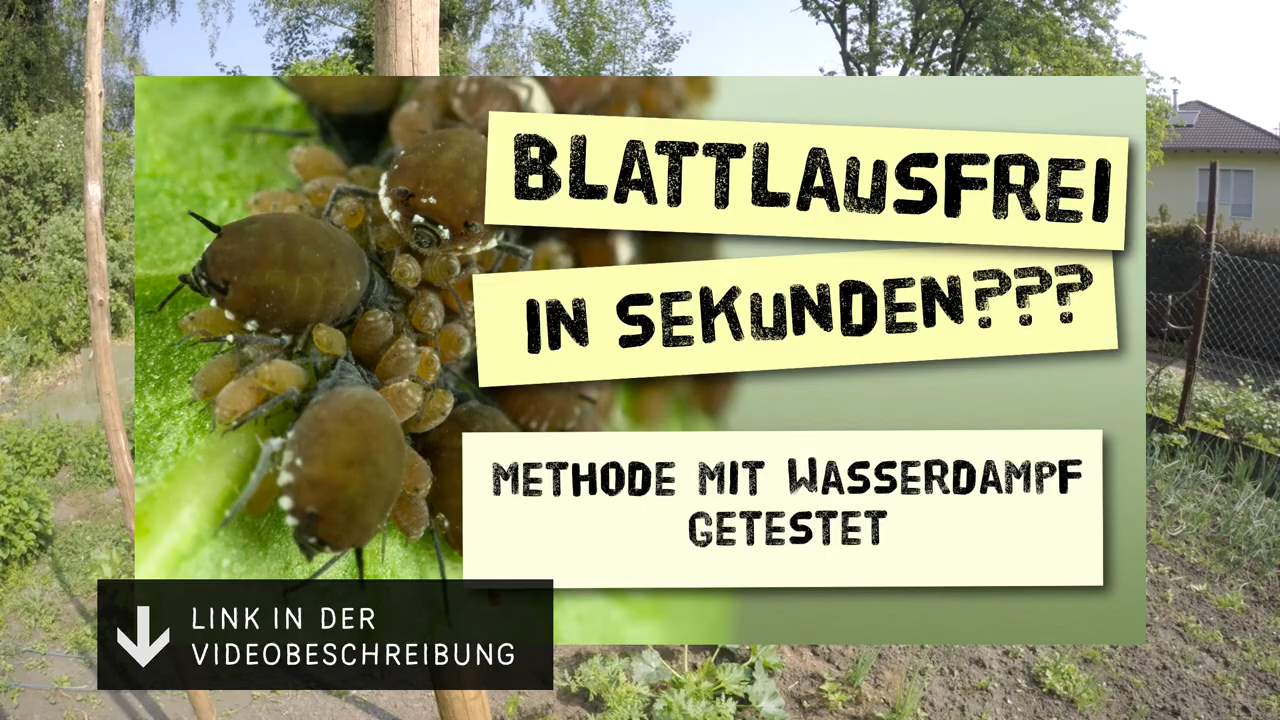 BLATTLAUSFREI
IN SEKUNDEN???
METHODE MIT WASSERDAMPF
GETESTET
LINK IN DER
VIDEOBESCHREIBUNG